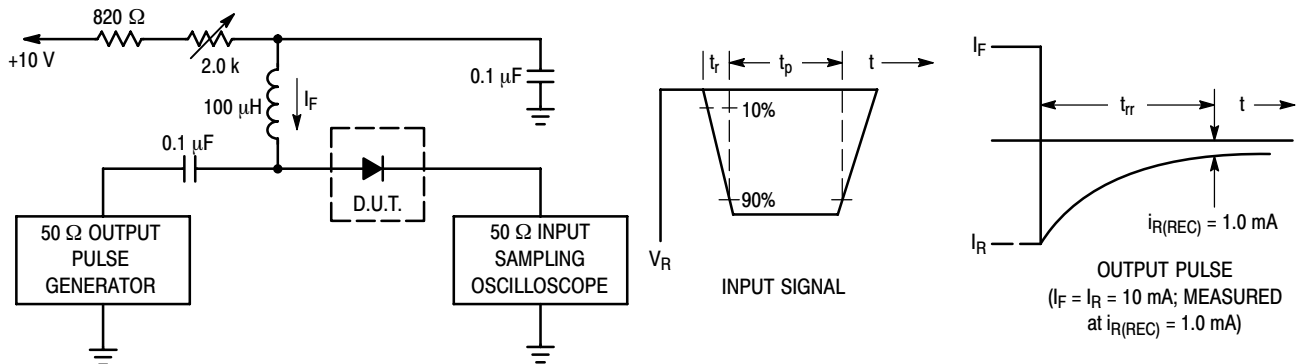 820 Ω
+10 V
2.0 k
0.1 µF
100 µH
I_F
0.1 µF
D.U.T.
50 Ω OUTPUT
PULSE
GENERATOR
50 Ω INPUT
SAMPLING
OSCILLOSCOPE
t_r
t_p
t
10%
90%
V_R
INPUT SIGNAL
I_F
t_rr
t
I_R
i_R(REC) = 1.0 mA
OUTPUT PULSE
(I_F = I_R = 10 mA; MEASURED
at i_R(REC) = 1.0 mA)